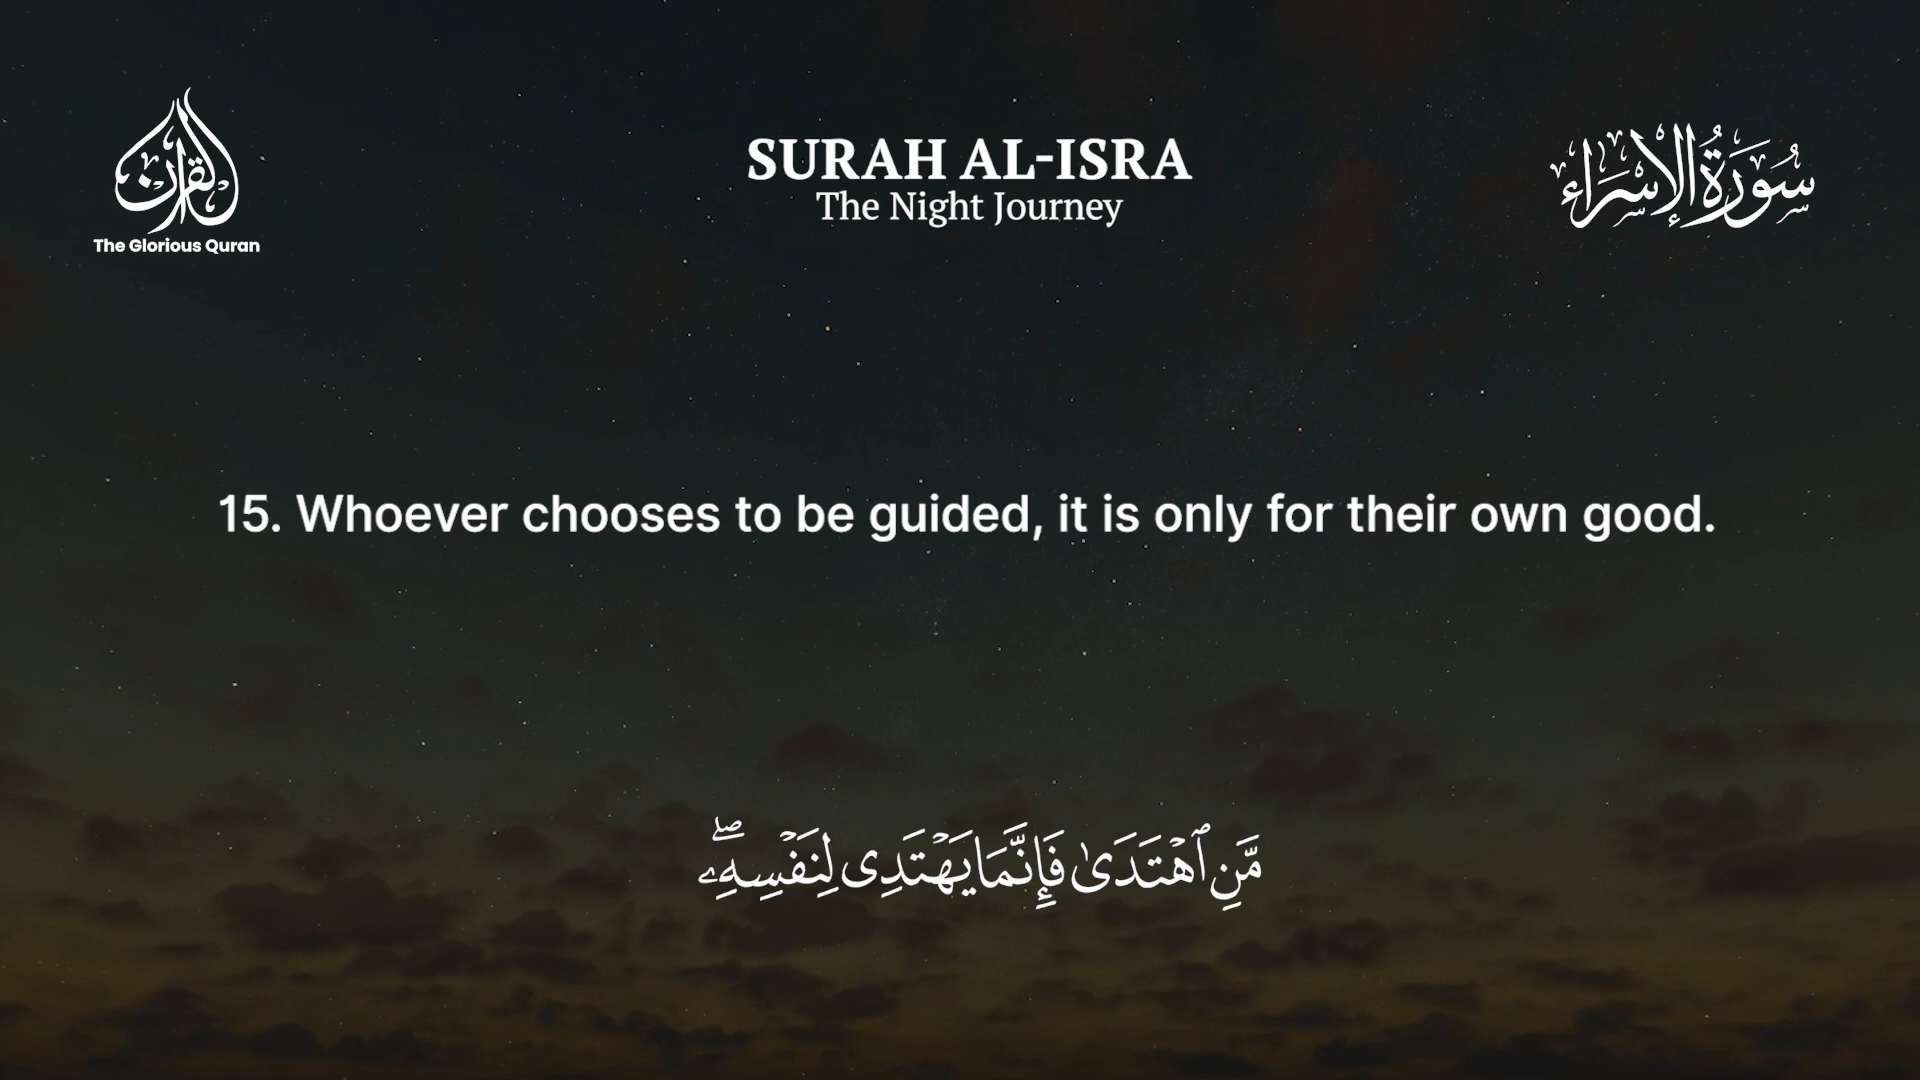 القرآن
The Glorious Quran
SURAH AL-ISRA
The Night Journey
سُورَةُ الإِسْرَاء
15. Whoever chooses to be guided, it is only for their own good.
مَّنِ ٱهْتَدَىٰ فَإِنَّمَا يَهْتَدِى لِنَفْسِهِۦ ۖ